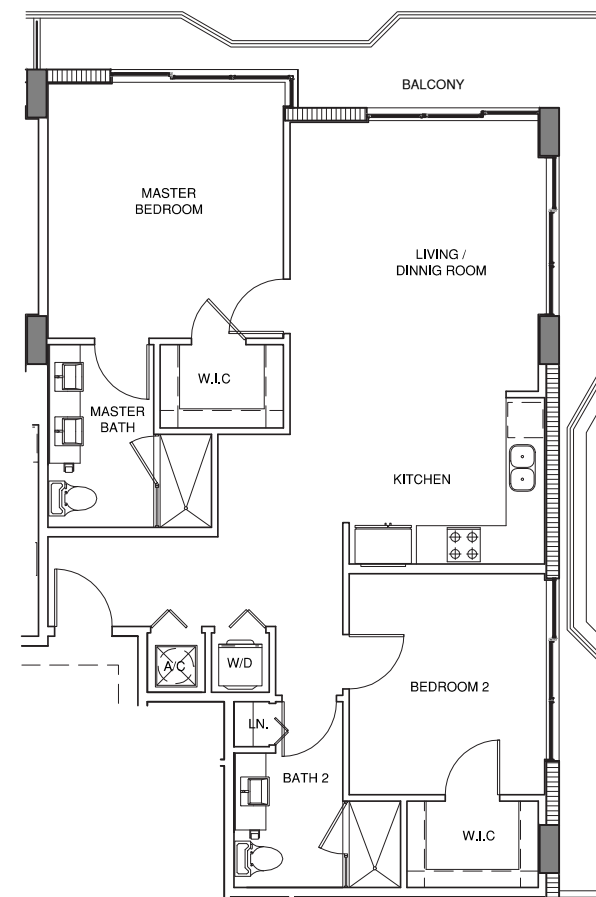 BALCONY
MASTER
BEDROOM
LIVING /
DINNIG ROOM
W.I.C
MASTER
BATH
KITCHEN
A/C
W/D
BEDROOM 2
LN.
BATH 2
W.I.C